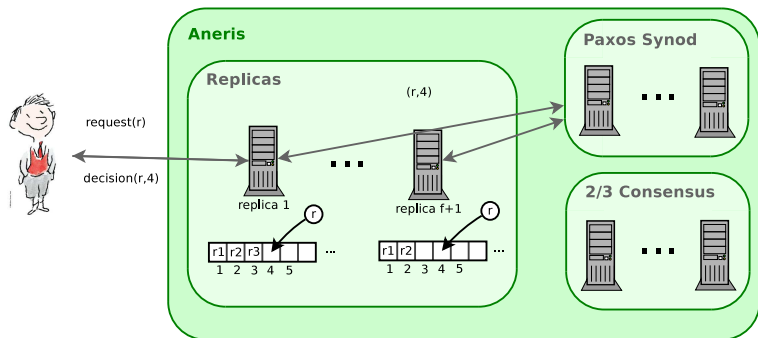 Aneris
Paxos Synod
Replicas
(r,4)
request(r)
decision(r,4)
replica 1
replica f+1
2/3 Consensus
r
r
r1 r2 r3
...
r1 r2
...
1 2 3 4 5
1 2 3 4 5